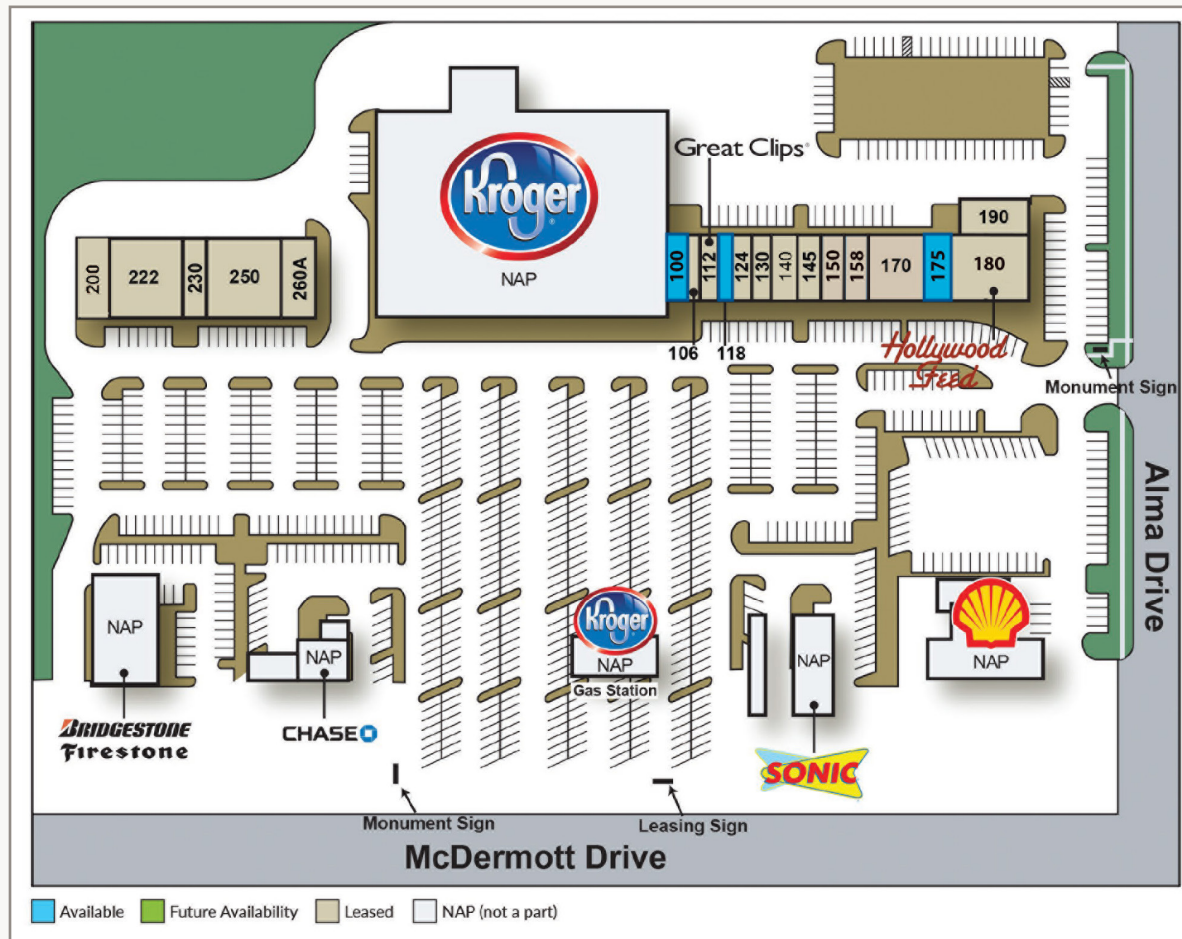 Great Clips
Kroger
NAP
190
200
222
230
250
260A
100
112
124
130
140
145
150
158
170
175
180
106
118
Hollywood
Feed
Monument Sign
Alma Drive
NAP
NAP
Kroger
NAP
Gas Station
NAP
NAP
BRIDGESTONE
Firestone
CHASE
SONIC
Monument Sign
Leasing Sign
McDermott Drive
Available
Future Availability
Leased
NAP (not a part)